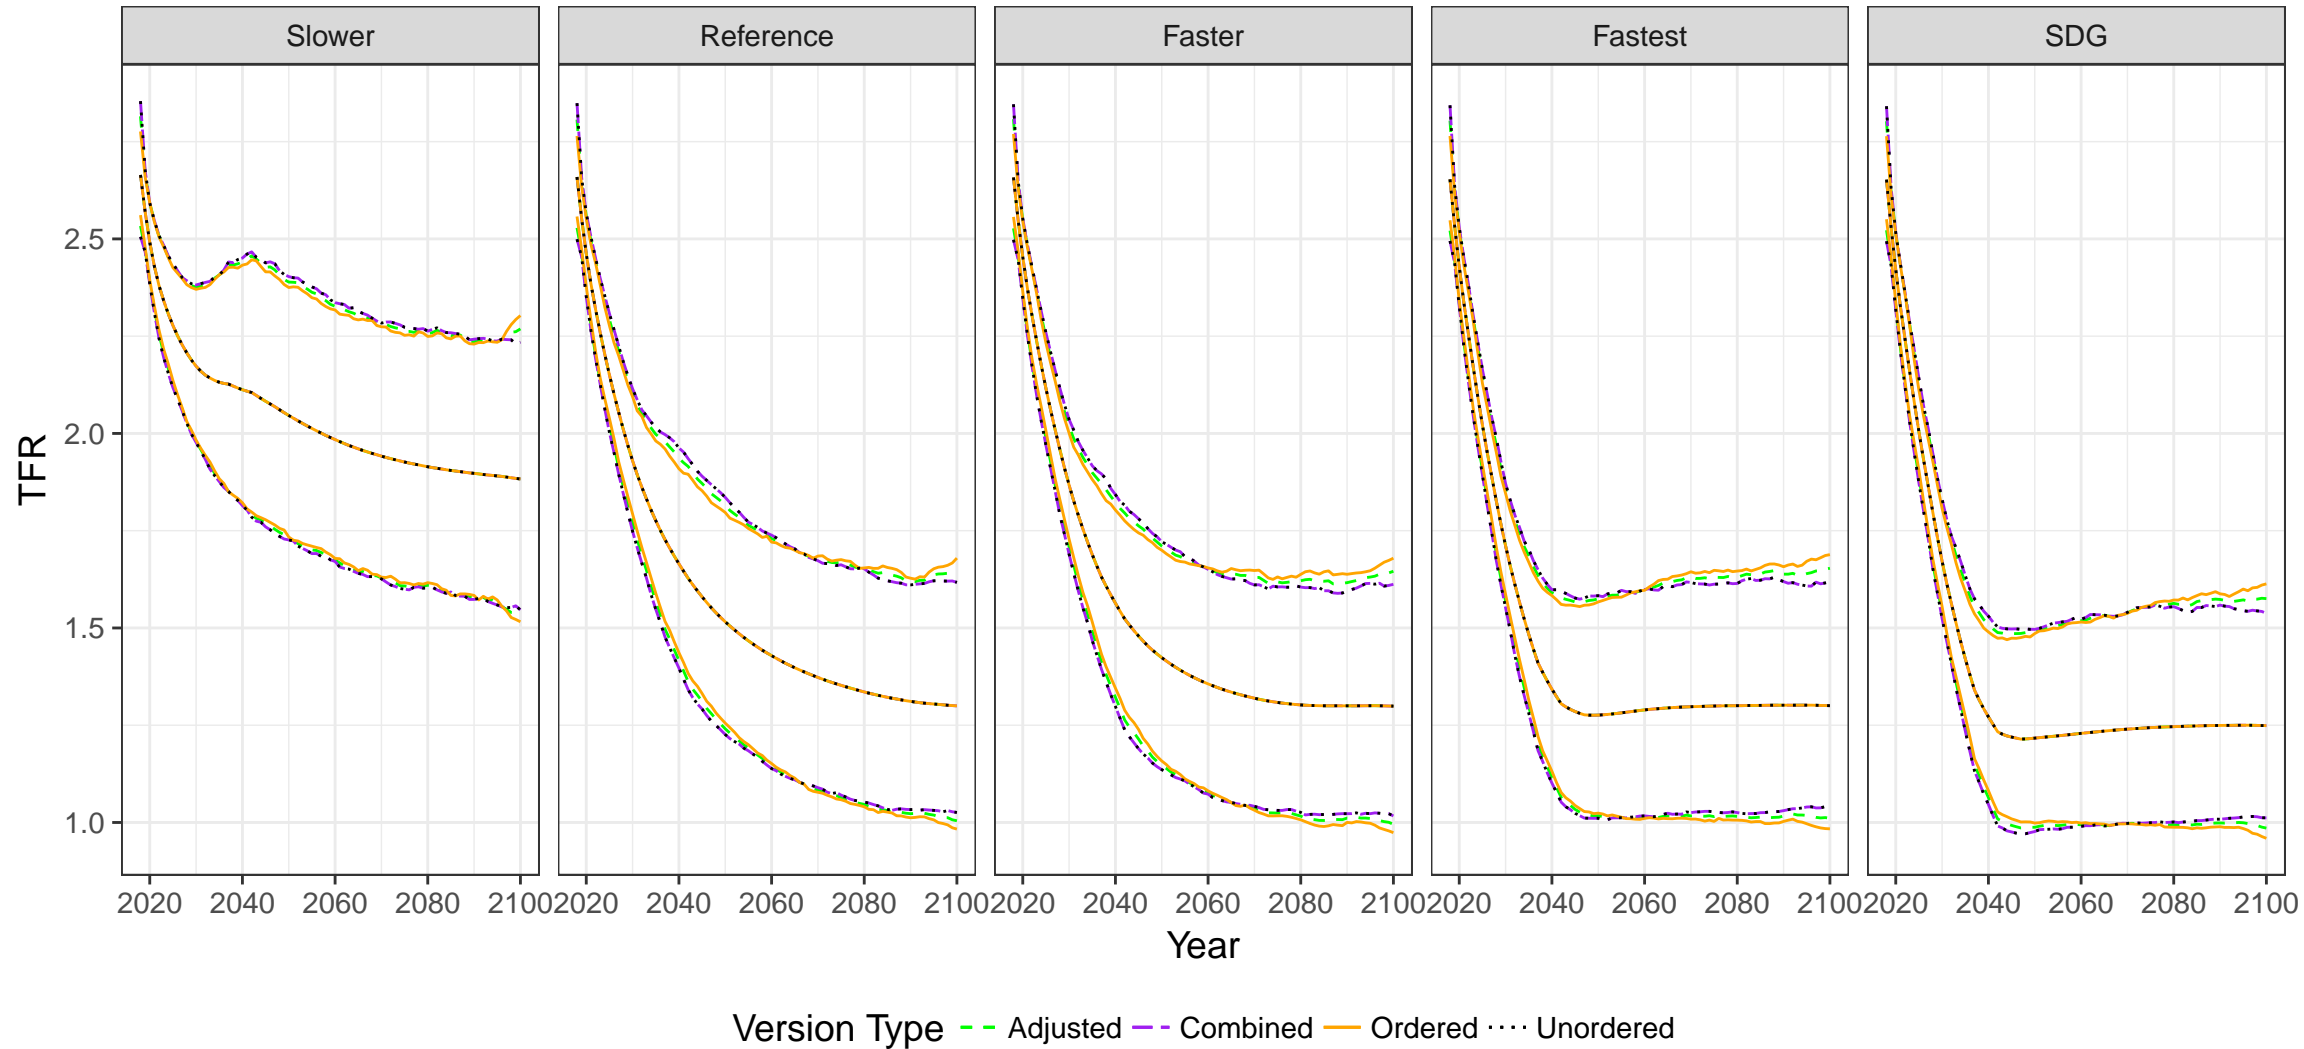 Slower Reference Faster Fastest SDG
2.5
2.0
1.5
1.0
TFR
2020 2040 2060 2080 2100 2020 2040 2060 2080 2100 2020 2040 2060 2080 2100 2020 2040 2060 2080 2100 2020 2040 2060 2080 2100
Year
Version Type Adjusted Combined Ordered Unordered